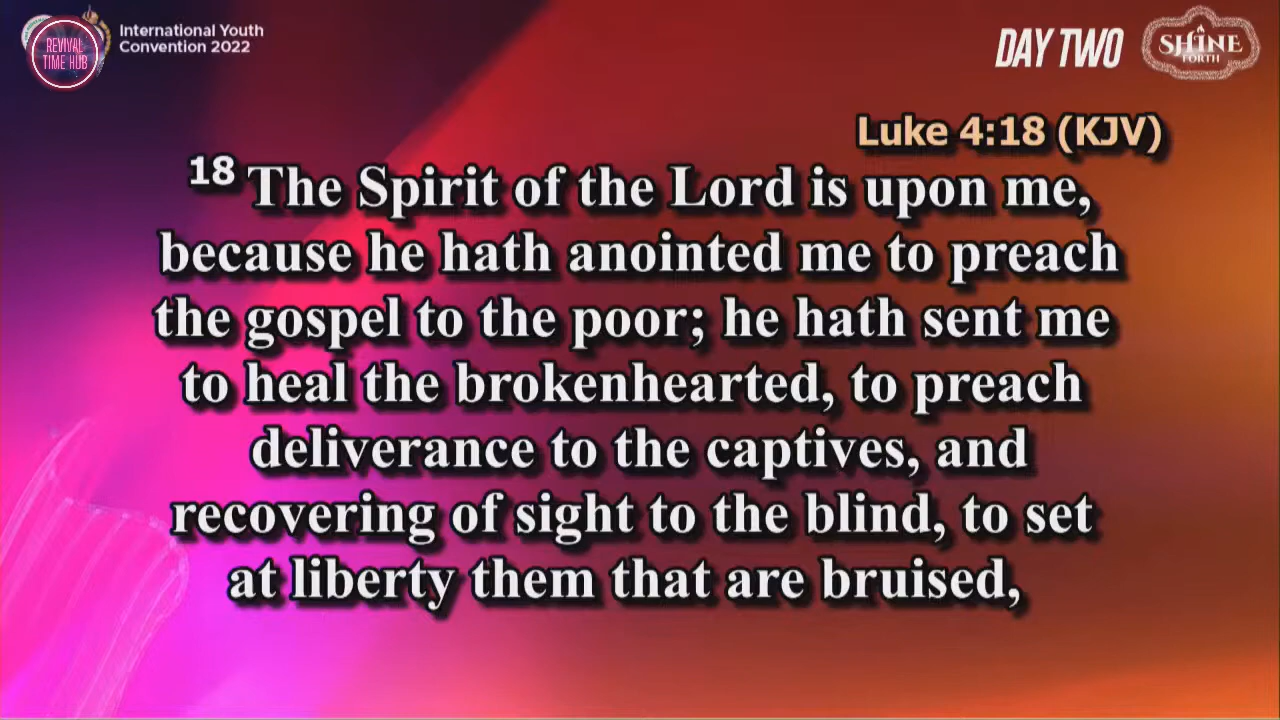 REVIVAL
TIME HUB
International Youth
Convention 2022
DAY TWO
SHINE
FORTH
Luke 4:18 (KJV)
18 The Spirit of the Lord is upon me,
because he hath anointed me to preach
the gospel to the poor; he hath sent me
to heal the brokenhearted, to preach
deliverance to the captives, and
recovering of sight to the blind, to set
at liberty them that are bruised,